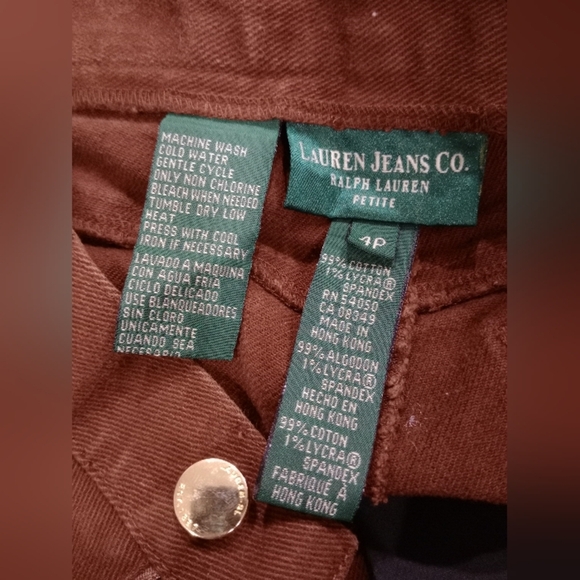 MACHINE WASH
COLD WATER
GENTLE CYCLE
ONLY NON CHLORINE
BLEACH WHEN NEEDED
TUMBLE DRY LOW
HEAT
PRESS WITH COOL
IRON IF NECESSARY
LAVADO A MAQUINA
CON AGUA FRIA
CICLO DELICADO
USE BLANQUEADORES
SIN CLORO
UNICAMENTE
CUANDO SEA
NECESARIO
LAUREN JEANS CO.
RALPH LAUREN
PETITE
4P
99% COTTON
1% LYCRA®
SPANDEX
RN 54050
CA 08349
MADE IN
HONG KONG
99% ALGODON
1% LYCRA®
SPANDEX
HECHO EN
HONG KONG
99% COTON
1% LYCRA®
SPANDEX
FABRIQUÉ À
HONG KONG